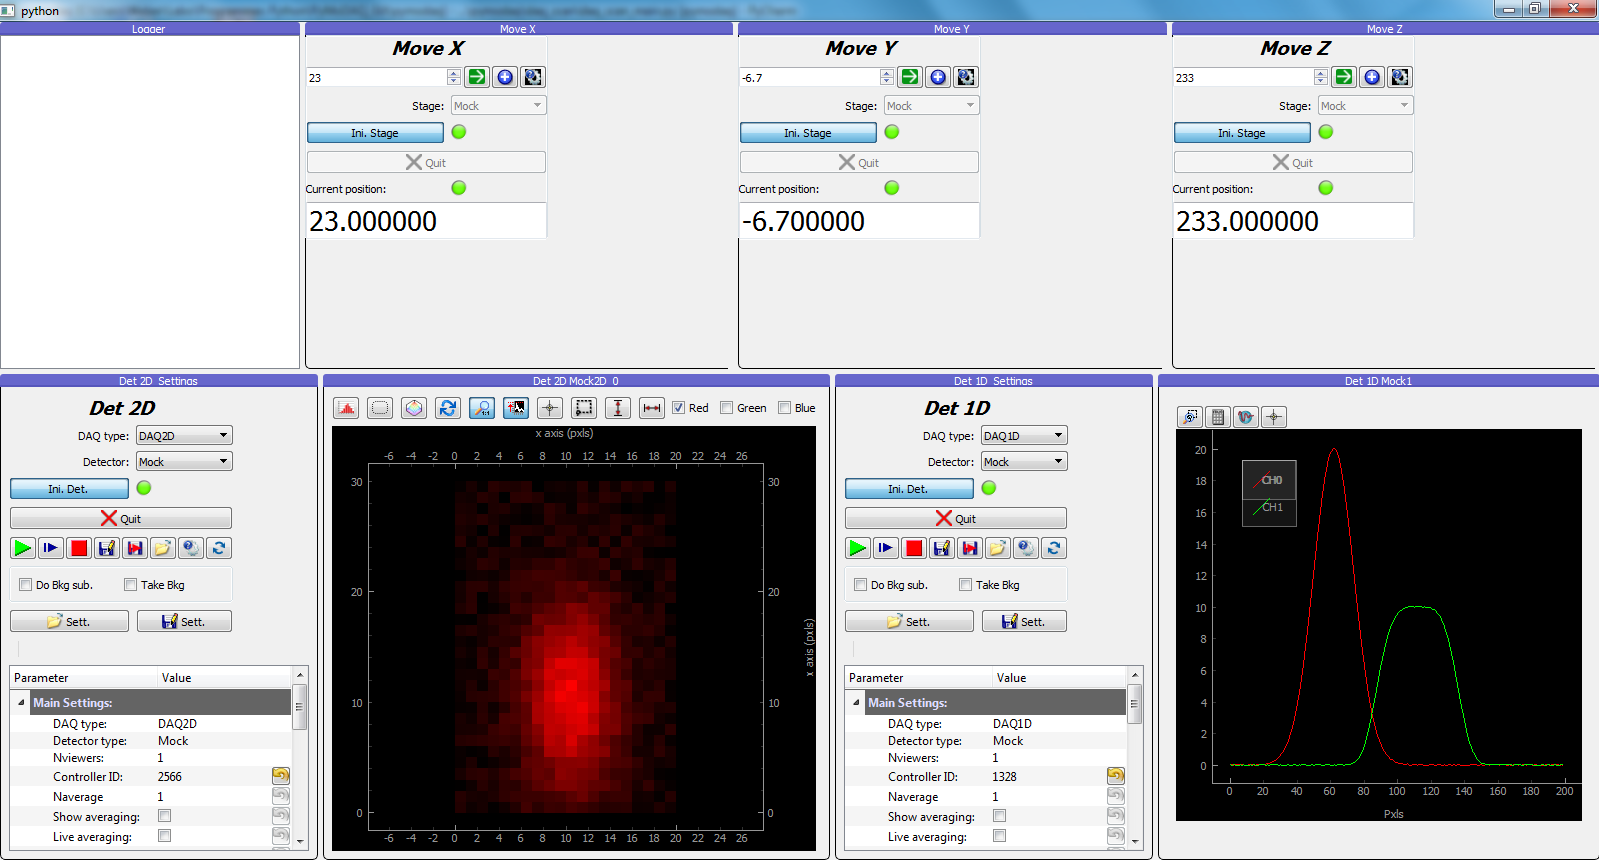 python
Logger
Move X
Move Y
Move Z
Move X
Move Y
Move Z
23
-6.7
233
Stage: Mock
Stage: Mock
Stage: Mock
Ini. Stage
Ini. Stage
Ini. Stage
Quit
Quit
Quit
Current position:
Current position:
Current position:
23.000000
-6.700000
233.000000
Det 2D Settings
Det 2D Mock2D 0
Det 1D Settings
Det 1D Mock1
Det 2D
DAQ type: DAQ2D
Detector: Mock
Ini. Det.
Quit
Do Bkg sub. Take Bkg
Sett. Sett.
Parameter Value
Main Settings:
DAQ type: DAQ2D
Detector type: Mock
Nviewers: 1
Controller ID: 2566
Naverage 1
Show averaging:
Live averaging:
Red Green Blue
x axis (pxls)
-6 -4 -2 0 2 4 6 8 10 12 14 16 18 20 22 24 26
30 30
20 20
10 10
0 0
x axis (pxls)
-6 -4 -2 0 2 4 6 8 10 12 14 16 18 20 22 24 26
Det 1D
DAQ type: DAQ1D
Detector: Mock
Ini. Det.
Quit
Do Bkg sub. Take Bkg
Sett. Sett.
Parameter Value
Main Settings:
DAQ type: DAQ1D
Detector type: Mock
Nviewers: 1
Controller ID: 1328
Naverage 1
Show averaging:
Live averaging:
20
18
16
14
12
10
8
6
4
2
0
CH0
CH1
0 20 40 60 80 100 120 140 160 180 200
Pxls